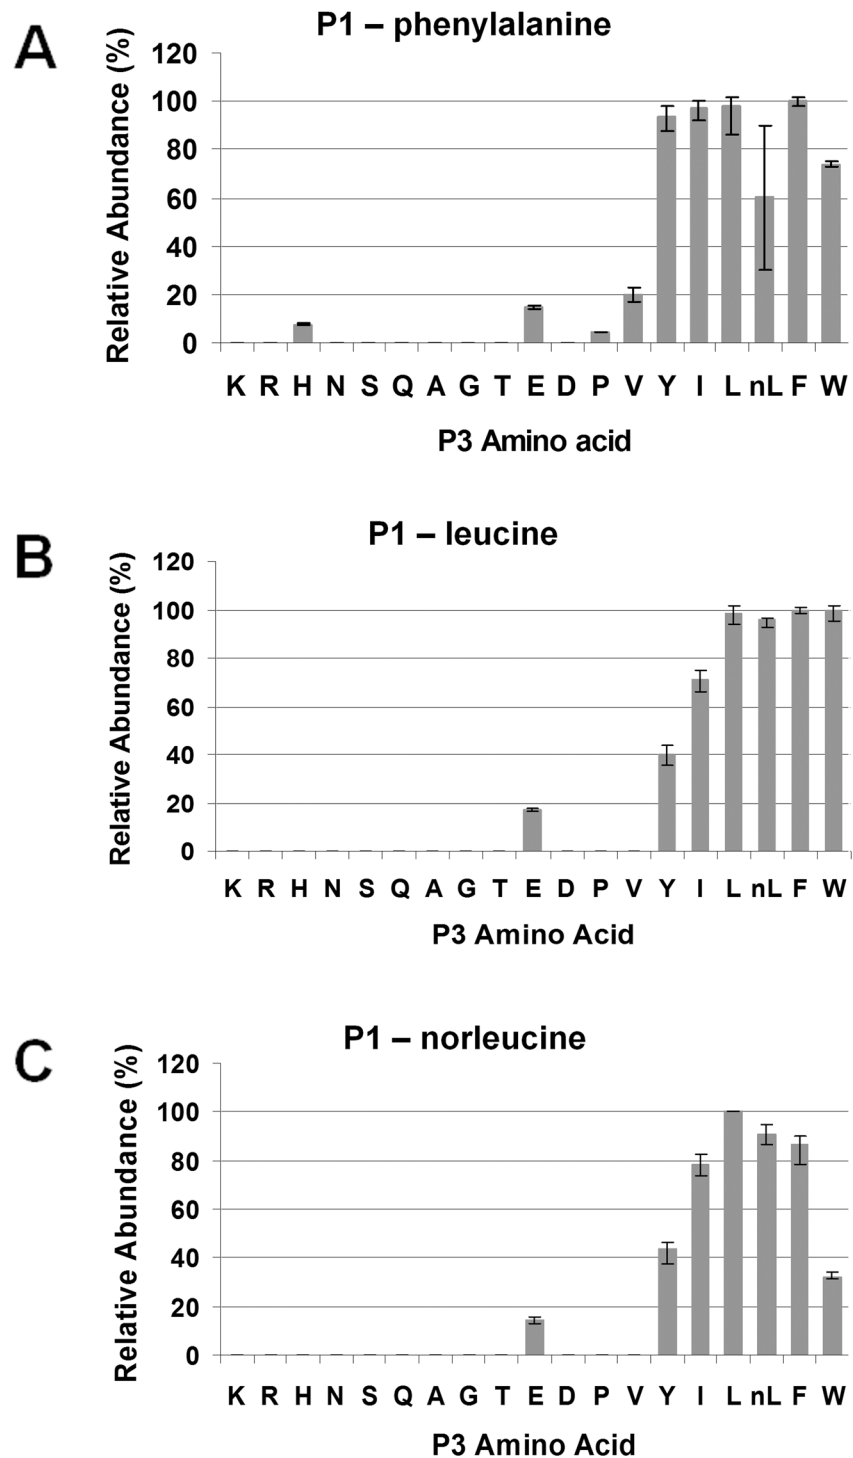 A
P1 – phenylalanine
Relative Abundance (%)
120
100
80
60
40
20
0
K R H N S Q A G T E D P V Y I L nL F W
P3 Amino acid
B
P1 – leucine
Relative Abundance (%)
120
100
80
60
40
20
0
K R H N S Q A G T E D P V Y I L nL F W
P3 Amino Acid
C
P1 – norleucine
Relative Abundance (%)
120
100
80
60
40
20
0
K R H N S Q A G T E D P V Y I L nL F W
P3 Amino Acid